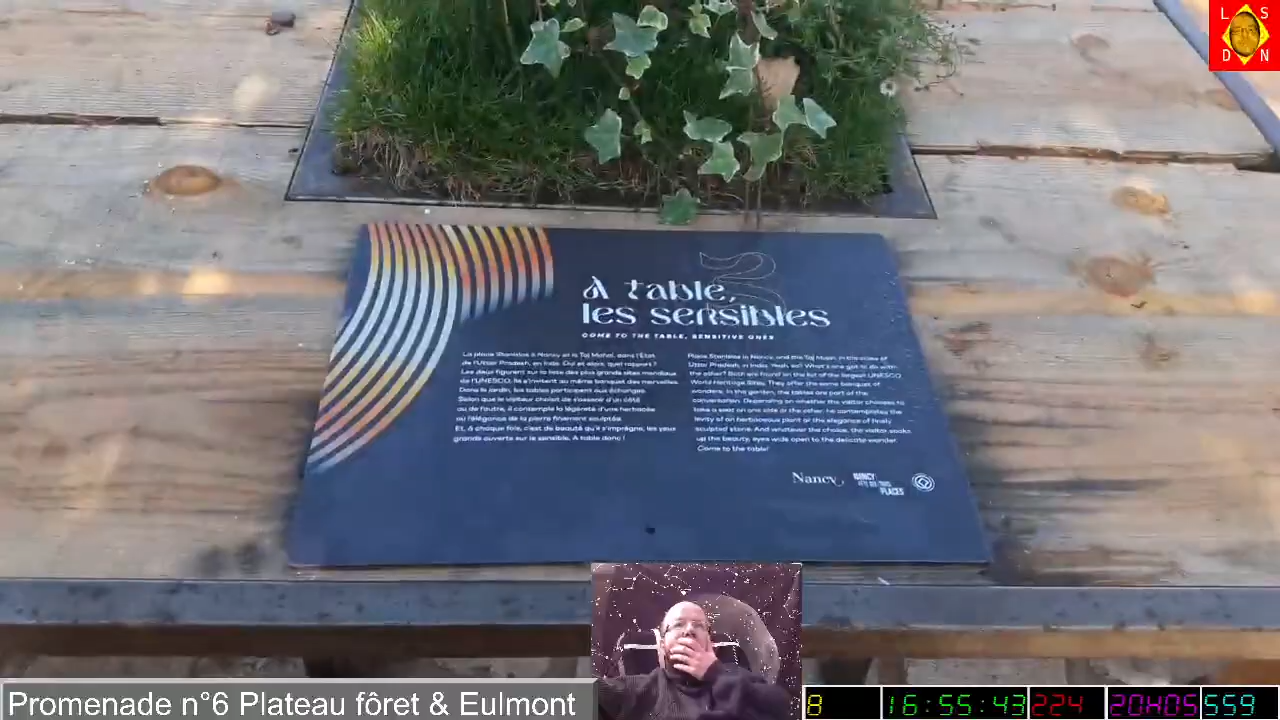 L S
D N
À table,
les sensibles
COME TO THE TABLE, SENSITIVE ONES
La place Stanislas à Nancy et le Taj Mahal, dans l'État
de l'Uttar Pradesh, en Inde. Oui et alors, quel rapport ?
Les deux figurent sur la liste des plus grands sites mondiaux
de l'UNESCO. Ils s'invitent au même banquet des merveilles.
Dans le jardin, les tables participent aux échanges.
Selon que le visiteur choisit de s'asseoir d'un côté
ou de l'autre, il contemple la légèreté d'une herbacée
ou l'élégance de la pierre finement sculptée.
Et, à chaque fois, c'est de beauté qu'il s'imprègne, les yeux
grands ouverts sur le sensible. À table donc !
Place Stanislas in Nancy, and the Taj Mahal, in the state of
Uttar Pradesh, in India. Yeah, so? What's one got to do with
the other? Both are found on the list of the largest UNESCO
World Heritage Sites. They offer the same banquet of
wonders. In the garden, the tables are part of the
conversation. Depending on whether the visitor chooses to
take a seat on one side or the other, he contemplates the
levity of an herbaceous plant or the elegance of finely
sculpted stone. And whatever the choice, the visitor soaks
up the beauty, eyes wide open to the delicate wonder.
Come to the table!
Nancy
NANCY
PLACES
Promenade n°6 Plateau fôret & Eulmont
8 16:55:43 224 20H05 559